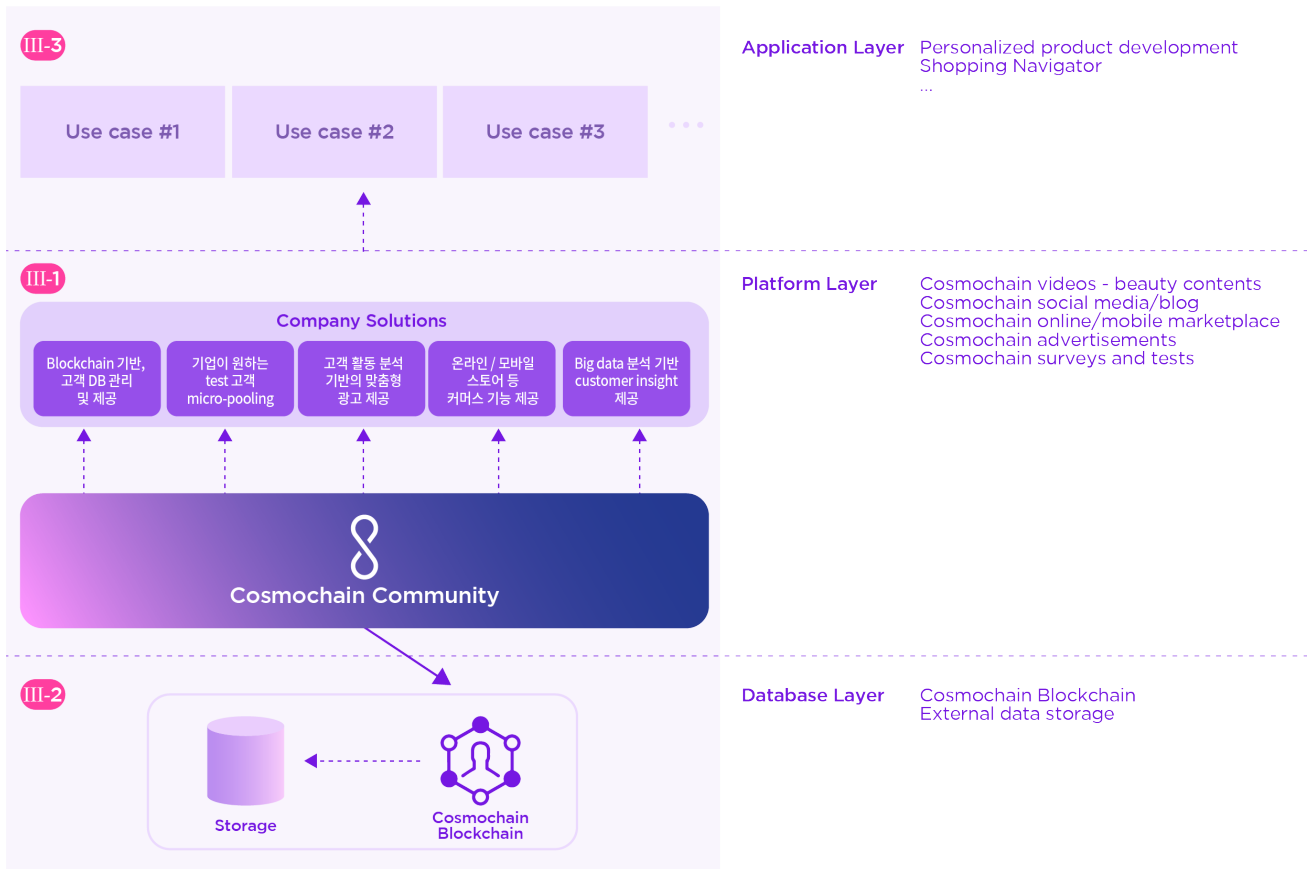 III-3
Application Layer
Personalized product development
Shopping Navigator
...
Use case #1
Use case #2
Use case #3
III-1
Platform Layer
Cosmochain videos - beauty contents
Cosmochain social media/blog
Cosmochain online/mobile marketplace
Cosmochain advertisements
Cosmochain surveys and tests
Company Solutions
Blockchain 기반,
고객 DB 관리
및 제공
기업이 원하는
test 고객
micro-pooling
고객 활동 분석
기반의 맞춤형
광고 제공
온라인 / 모바일
스토어 등
커머스 기능 제공
Big data 분석 기반
customer insight
제공
Cosmochain Community
III-2
Database Layer
Cosmochain Blockchain
External data storage
Storage
Cosmochain
Blockchain